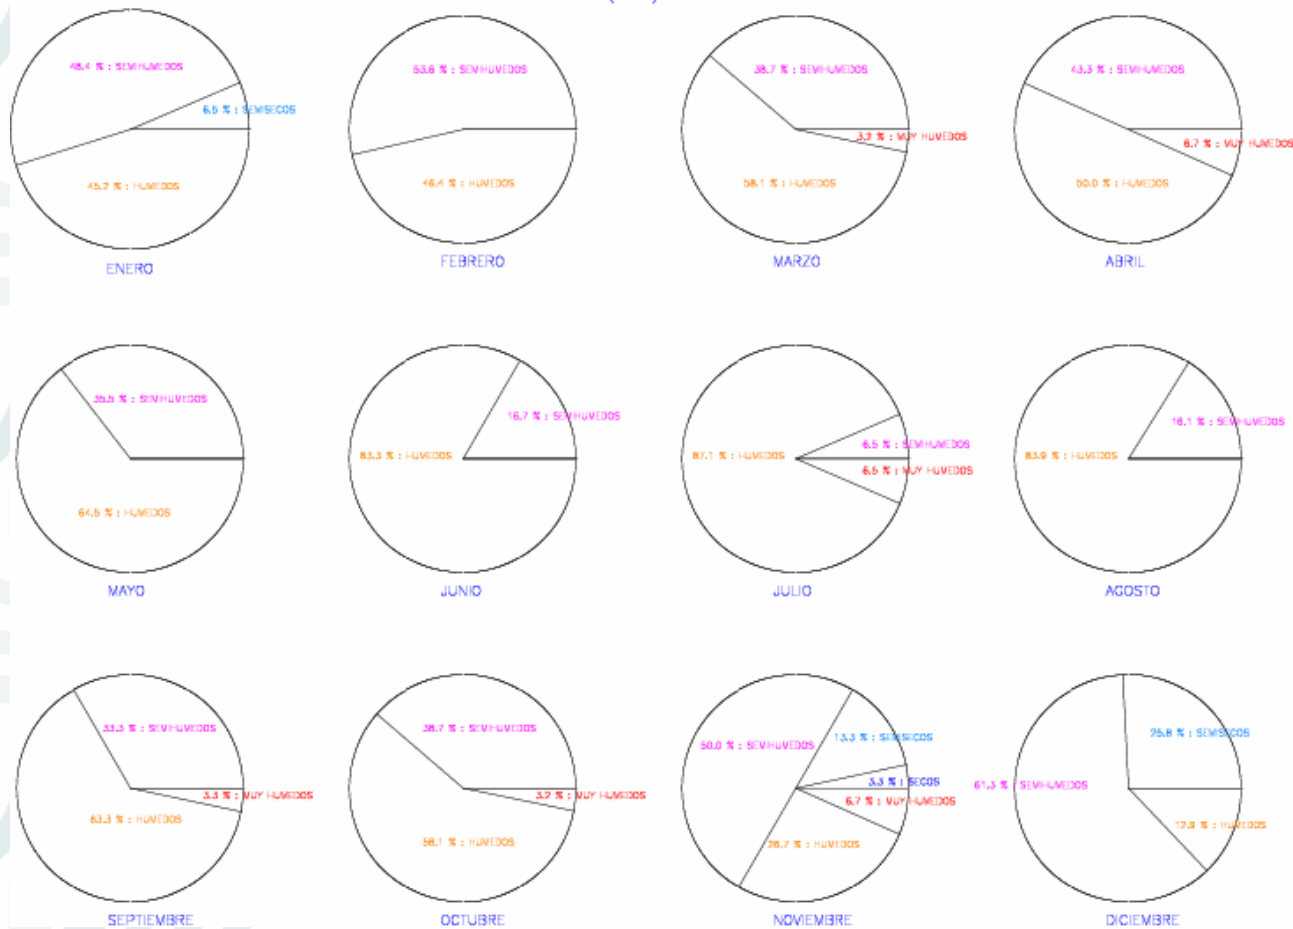 48.4 % : SEMIHUMEDOS
6.5 % : SEMISECOS
45.2 % : HUMEDOS
ENERO
53.6 % : SEMIHUMEDOS
46.4 % : HUMEDOS
FEBRERO
38.7 % : SEMIHUMEDOS
3.2 % : MUY HUMEDOS
58.1 % : HUMEDOS
MARZO
43.3 % : SEMIHUMEDOS
6.7 % : MUY HUMEDOS
50.0 % : HUMEDOS
ABRIL
35.5 % : SEMIHUMEDOS
64.5 % : HUMEDOS
MAYO
16.7 % : SEMIHUMEDOS
83.3 % : HUMEDOS
JUNIO
6.5 % : SEMIHUMEDOS
87.1 % : HUMEDOS
6.5 % : MUY HUMEDOS
JULIO
16.1 % : SEMIHUMEDOS
83.9 % : HUMEDOS
AGOSTO
33.3 % : SEMIHUMEDOS
3.3 % : MUY HUMEDOS
63.3 % : HUMEDOS
SEPTIEMBRE
38.7 % : SEMIHUMEDOS
3.2 % : MUY HUMEDOS
58.1 % : HUMEDOS
OCTUBRE
13.3 % : SEMISECOS
50.0 % : SEMIHUMEDOS
3.3 % : SECOS
6.7 % : MUY HUMEDOS
26.7 % : HUMEDOS
NOVIEMBRE
25.8 % : SEMISECOS
61.3 % : SEMIHUMEDOS
12.9 % : HUMEDOS
DICIEMBRE